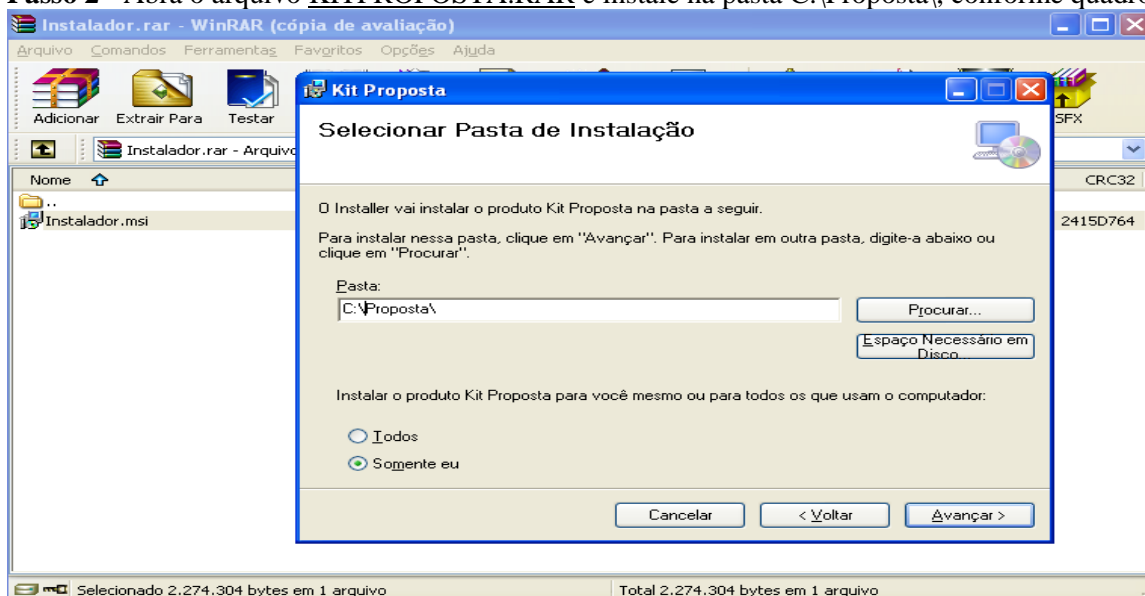 Passo 2 - Abra o arquivo KITPROPOSTA.RAR e instale na pasta C:\Proposta\, conforme quadro
Instalador.rar - WinRAR (cópia de avaliação)
Arquivo Comandos Ferramentas Favoritos Opções Ajuda
Adicionar Extrair Para Testar SFX
Instalador.rar - Arquivo
Nome CRC32
..
Instalador.msi 2415D764
Kit Proposta
Selecionar Pasta de Instalação
O Installer vai instalar o produto Kit Proposta na pasta a seguir.
Para instalar nessa pasta, clique em "Avançar". Para instalar em outra pasta, digite-a abaixo ou
clique em "Procurar".
Pasta:
C:\Proposta\
Procurar...
Espaço Necessário em
Disco...
Instalar o produto Kit Proposta para você mesmo ou para todos os que usam o computador:
Todos
Somente eu
Cancelar < Voltar Avançar >
Selecionado 2.274.304 bytes em 1 arquivo Total 2.274.304 bytes em 1 arquivo